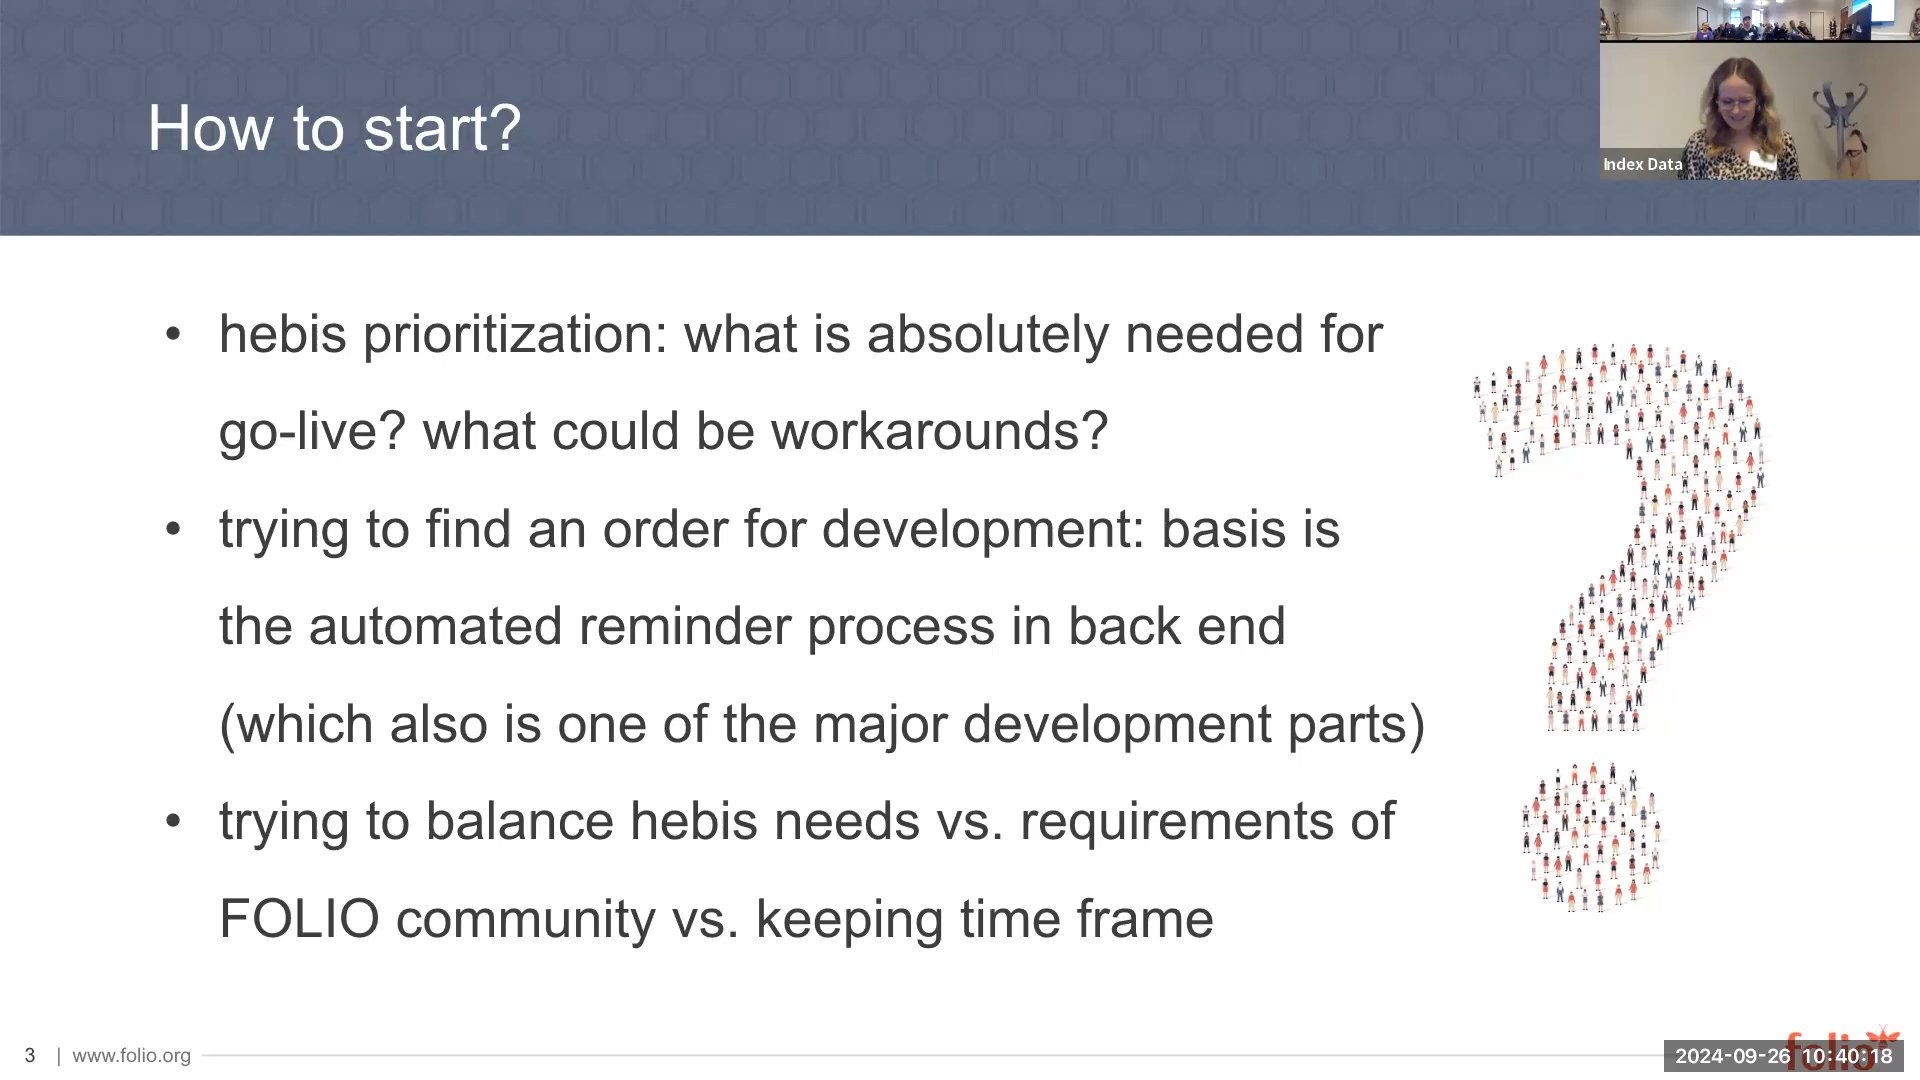 How to start?
Index Data
• hebis prioritization: what is absolutely needed for
go-live? what could be workarounds?
• trying to find an order for development: basis is
the automated reminder process in back end
(which also is one of the major development parts)
• trying to balance hebis needs vs. requirements of
FOLIO community vs. keeping time frame
3 | www.folio.org
folio
2024-09-26 10:40:18